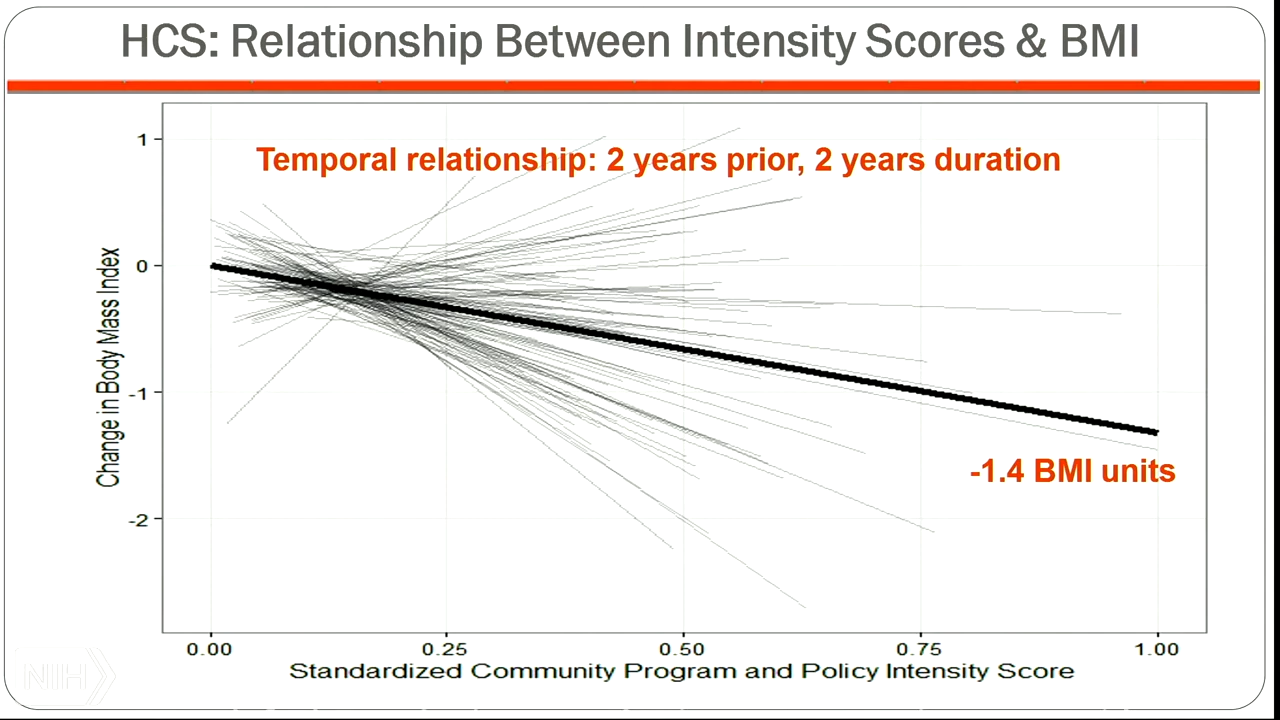 HCS: Relationship Between Intensity Scores & BMI
Temporal relationship: 2 years prior, 2 years duration
1
0
-1
-2
Change in Body Mass Index
-1.4 BMI units
0.00 0.25 0.50 0.75 1.00
Standardized Community Program and Policy Intensity Score
NIH